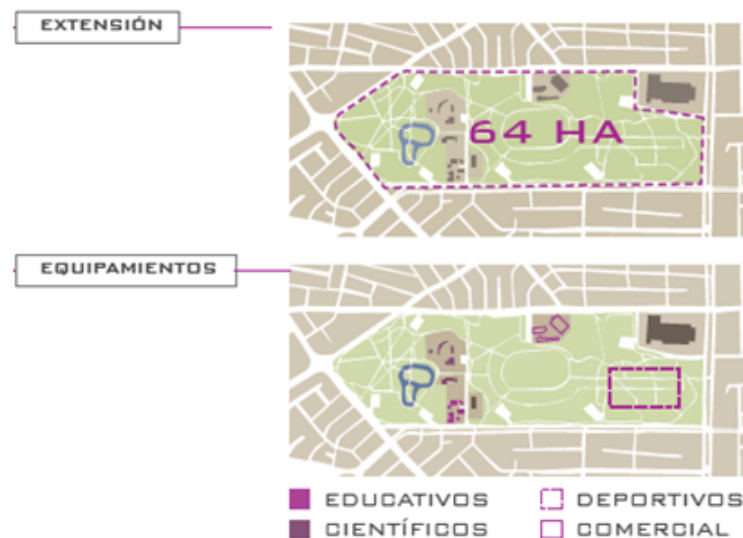 EXTENSIÓN
64 HA
EQUIPAMIENTOS
EDUCATIVOS
DEPORTIVOS
CIENTÍFICOS
COMERCIAL